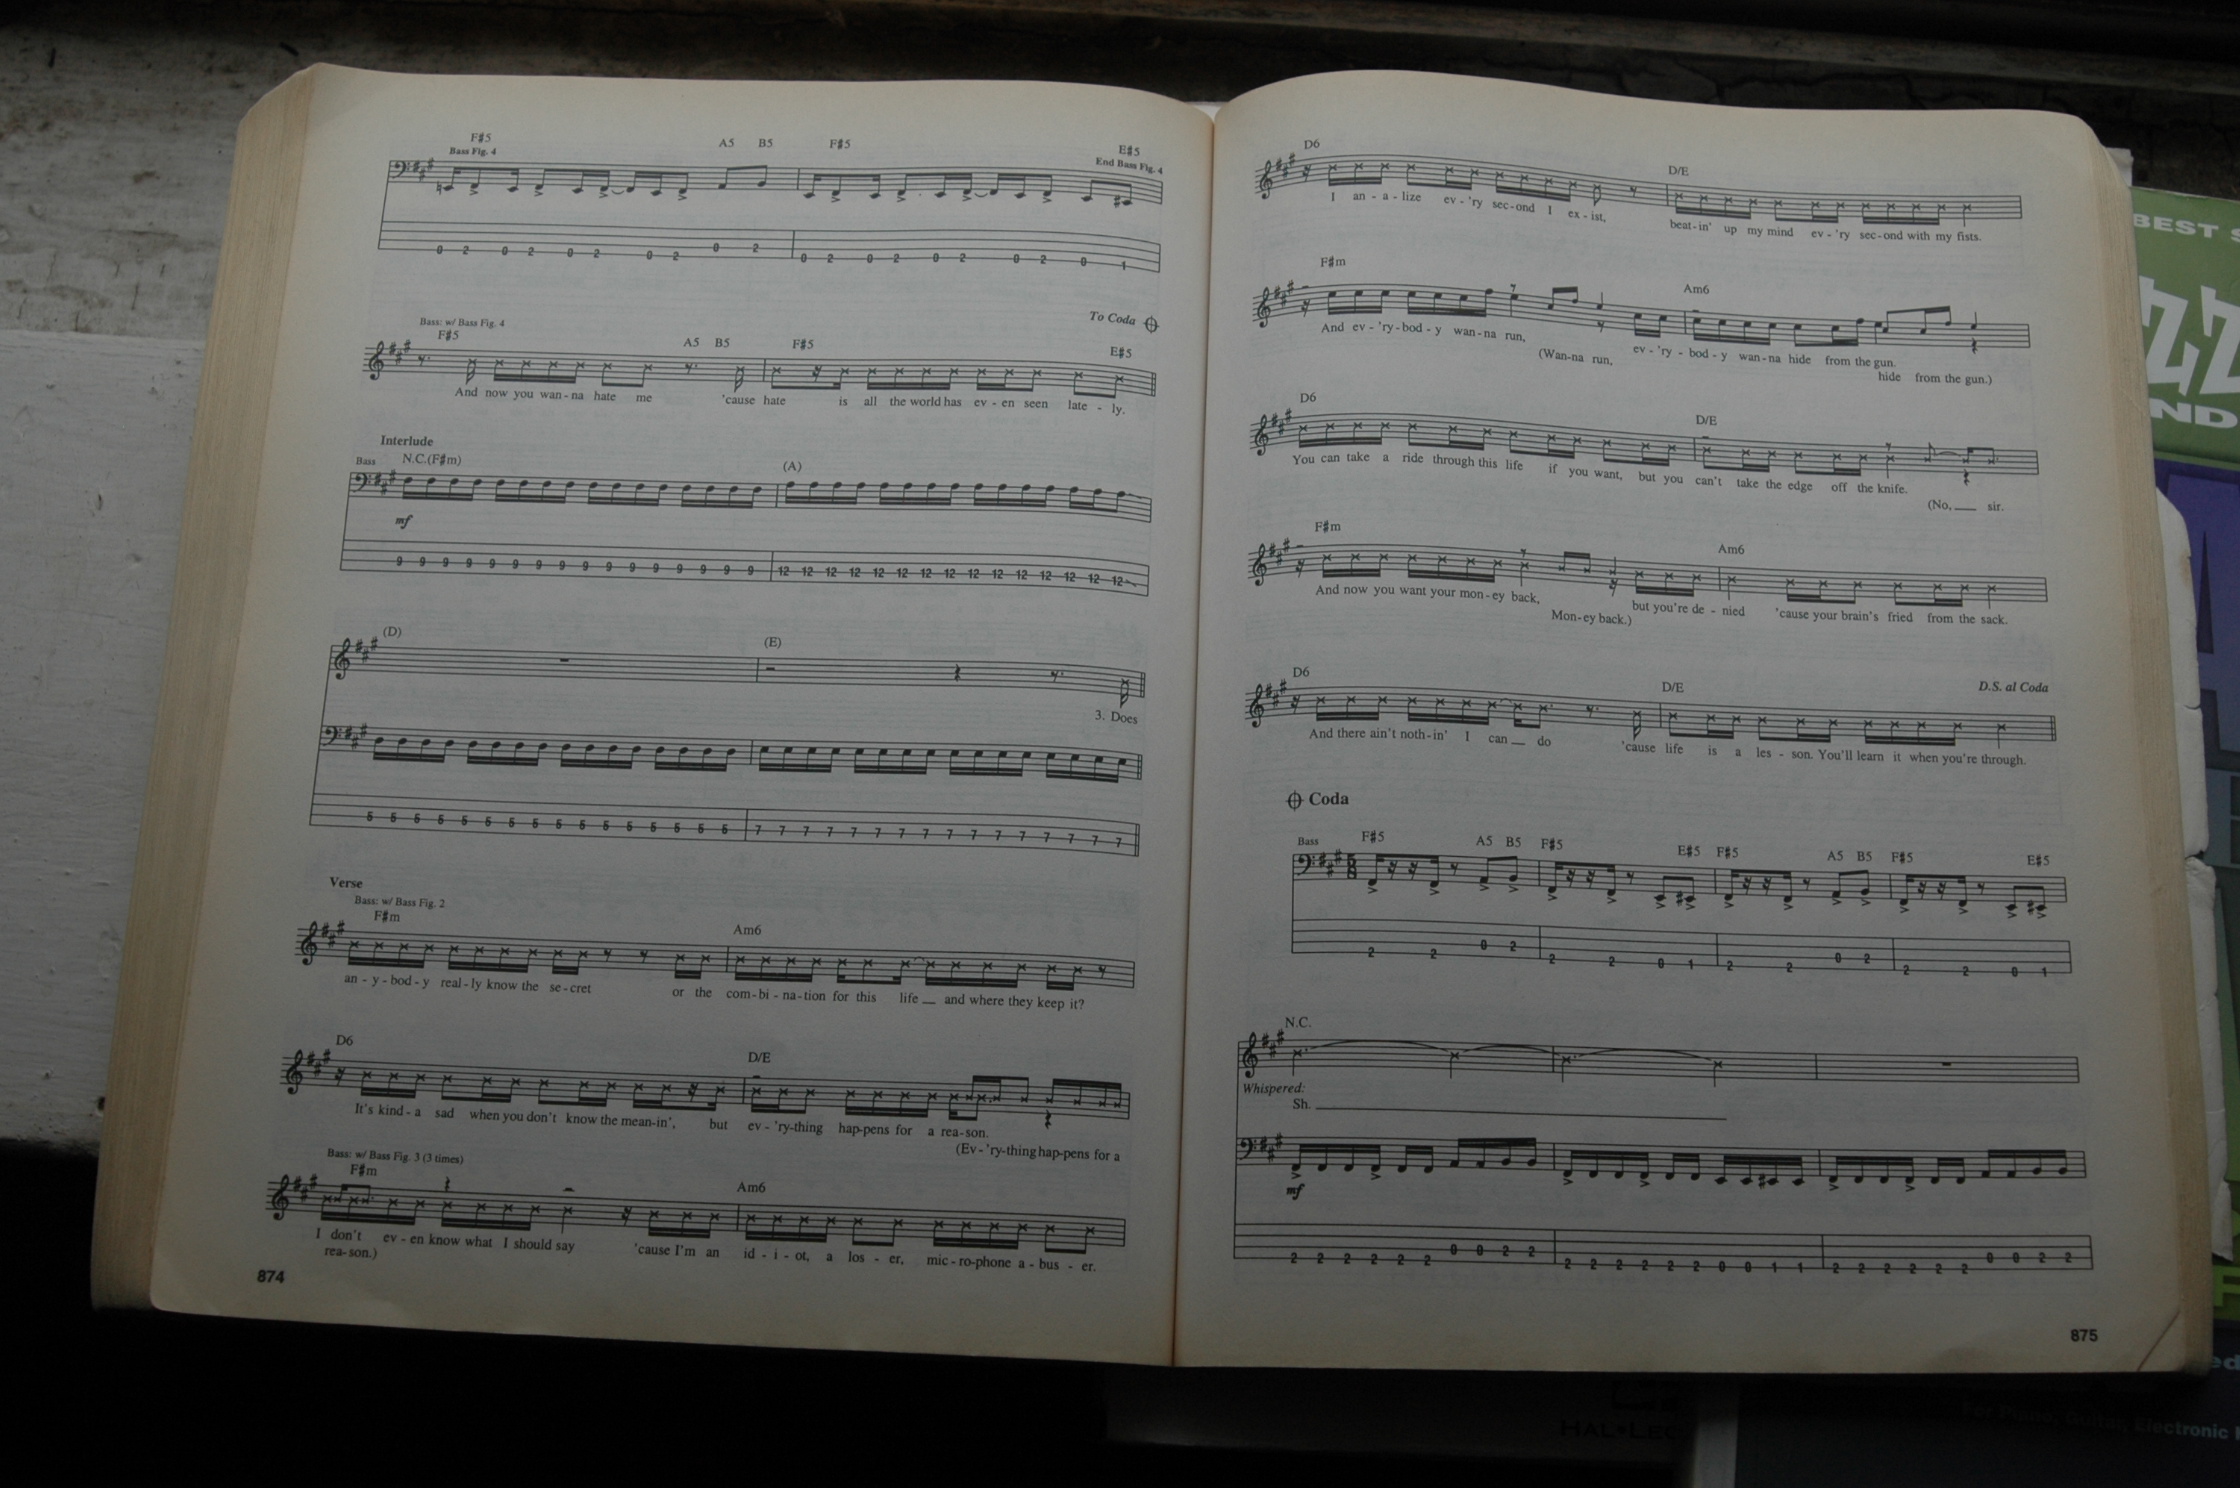 F#5 A5 B5 F#5 E#5
Bass Fig. 4 End Bass Fig. 4
0 2 0 2 0 2 0 2 0 2 0 2 0 2 0 2 0 2 0 1
To Coda
Bass: w/ Bass Fig. 4
F#5 A5 B5 F#5 E#5
And now you wan - na hate me 'cause hate is all the world has ev - en seen late - ly.
Interlude
Bass N.C.(F#m) (A)
mf
9 9 9 9 9 9 9 9 9 9 9 9 9 9 9 9 12 12 12 12 12 12 12 12 12 12 12 12 12 12 12
(D) (E)
3. Does
5 5 5 5 5 5 5 5 5 5 5 5 5 5 5 5 7 7 7 7 7 7 7 7 7 7 7 7 7 7 7 7
Verse
Bass: w/ Bass Fig. 2
F#m Am6
an - y - bod - y real - ly know the se - cret or the com - bi - na - tion for this life and where they keep it?
D6 D/E
It's kind - a sad when you don't know the mean - in', but ev - 'ry - thing hap - pens for a rea - son.
(Ev - 'ry - thing hap - pens for a
Bass: w/ Bass Fig. 3 (3 times)
F#m Am6
I don't ev - en know what I should say 'cause I'm an id - i - ot, a los - er, mic - ro - phone a - bus - er.
rea - son.)
874
D6 D/E
I an - a - lize ev - 'ry sec - ond I ex - ist, beat - in' up my mind ev - 'ry sec - ond with my fists.
F#m Am6
And ev - 'ry - bod - y wan - na run, ev - 'ry - bod - y wan - na hide from the gun.
(Wan - na run, hide from the gun.)
D6 D/E
You can take a ride through this life if you want, but you can't take the edge off the knife.
(No, sir.
F#m Am6
And now you want your mon - ey back, but you're de - nied 'cause your brain's fried from the sack.
Mon - ey back.)
D6 D/E D.S. al Coda
And there ain't noth - in' I can do 'cause life is a les - son. You'll learn it when you're through.
Coda
Bass F#5 A5 B5 F#5 E#5 F#5 A5 B5 F#5 E#5
5
8
2 2 0 2 2 2 0 1 2 2 0 2 2 2 0 1
N.C.
Whispered:
Sh.
mf
2 2 2 2 2 2 0 0 2 2 2 2 2 2 2 2 0 0 1 1 2 2 2 2 2 2 0 0 2 2
875
BEST
ND
HAL LEO
For Piano, Guitar, Electronic